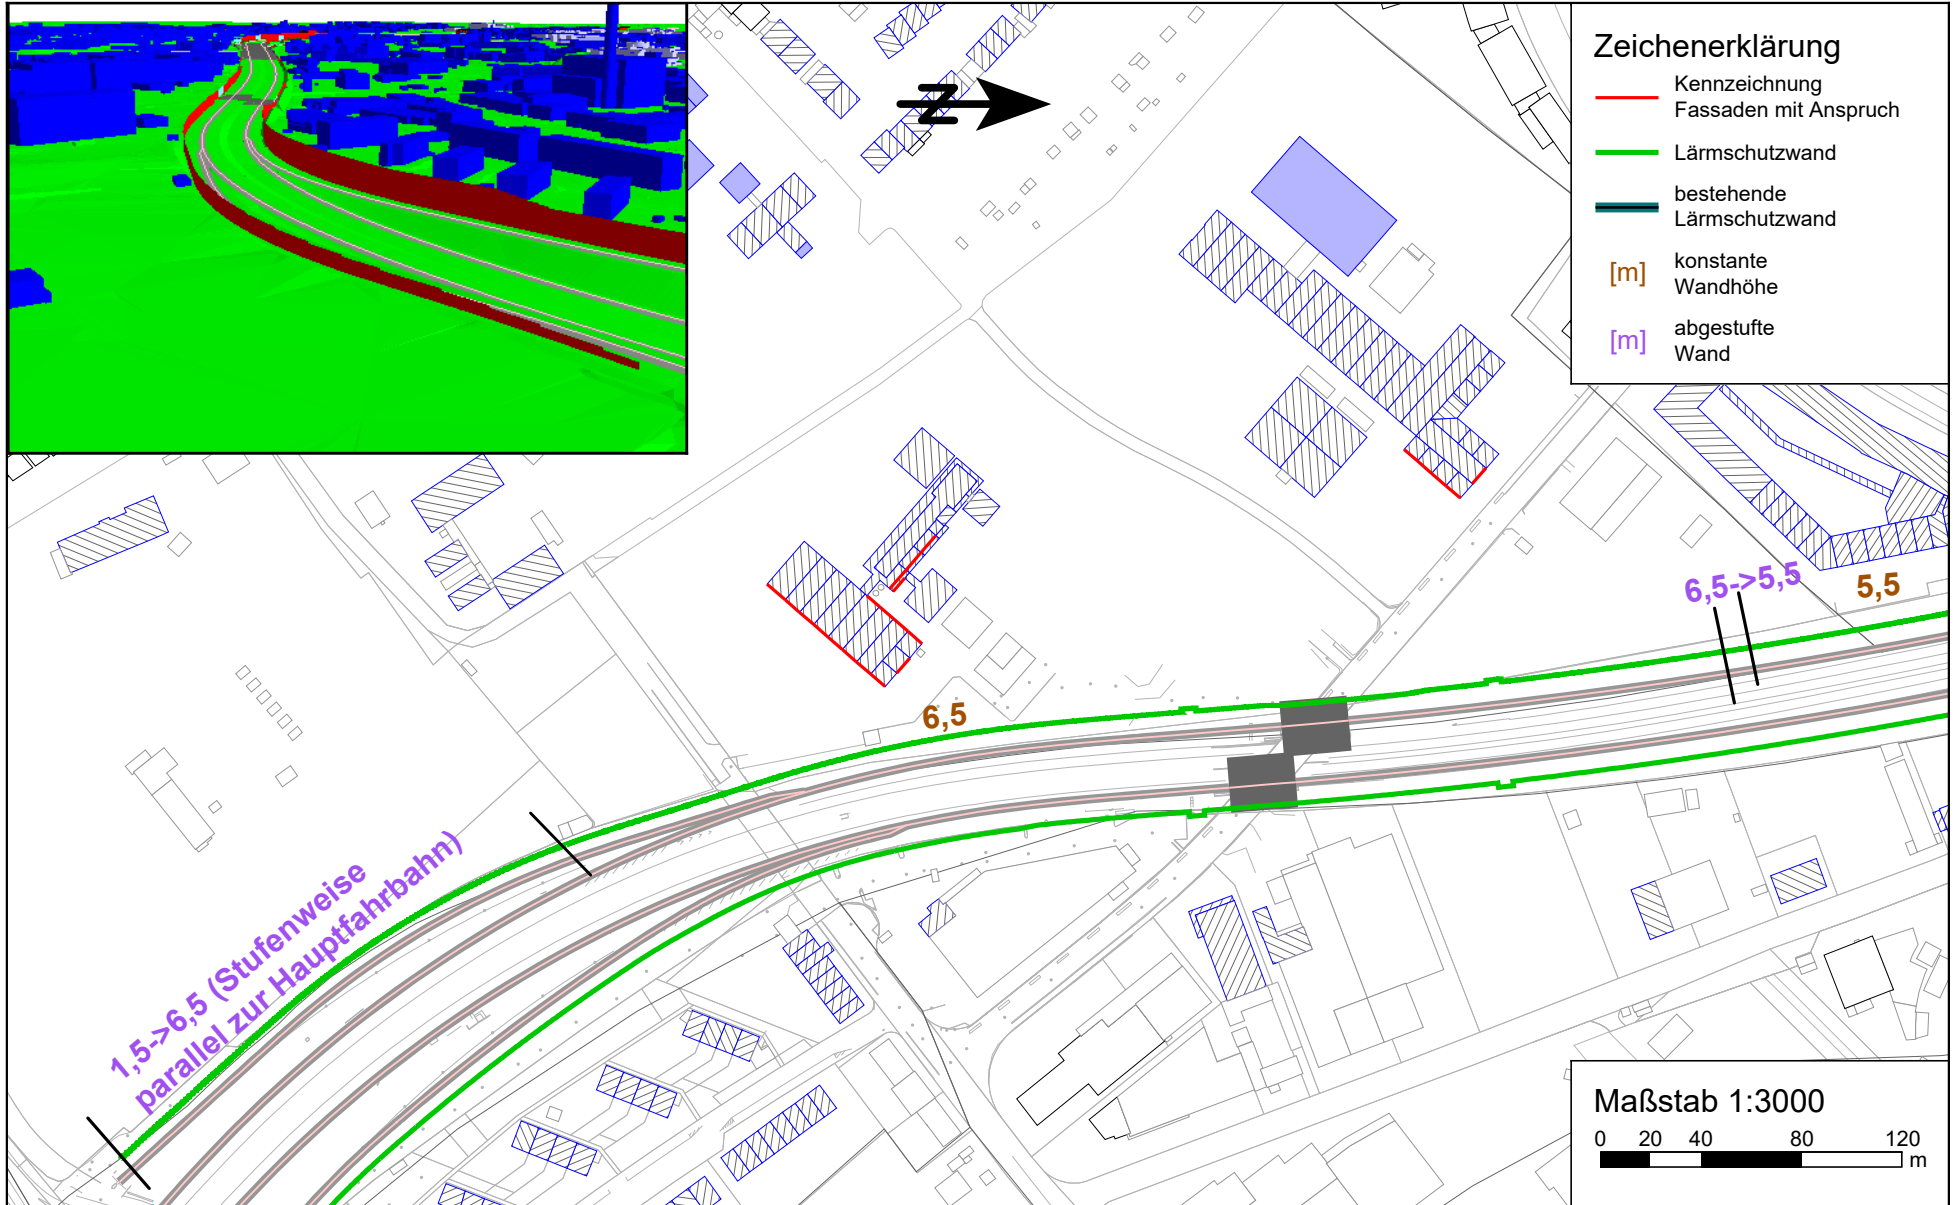 Zeichenerklärung
Kennzeichnung
Fassaden mit Anspruch
Lärmschutzwand
bestehende
Lärmschutzwand
[m] konstante
Wandhöhe
[m] abgestufte
Wand
N
6,5->5,5
5,5
6,5
1,5->6,5 (Stufenweise
parallel zur Hauptfahrbahn)
Maßstab 1:3000
0 20 40 80 120
m